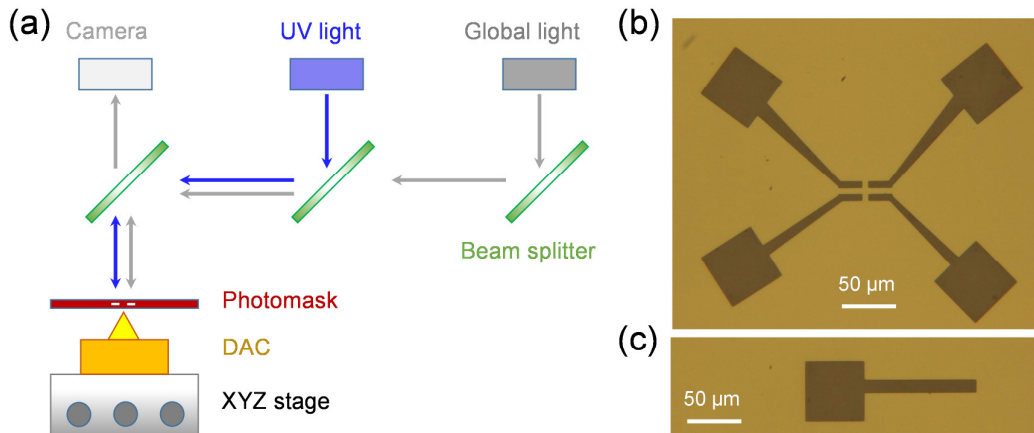 (a)
Camera
UV light
Global light
Beam splitter
Photomask
DAC
XYZ stage
(b)
50 µm
(c)
50 µm